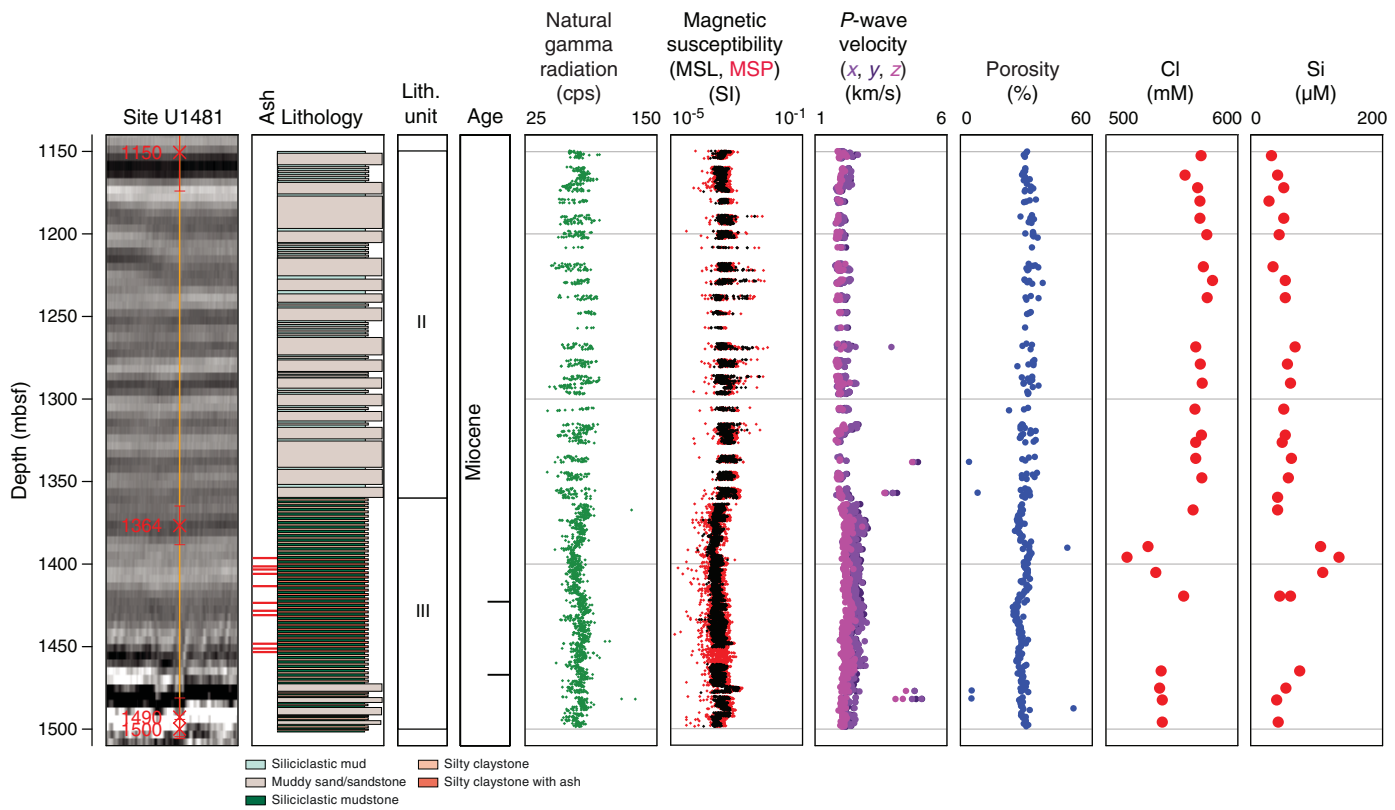 Site U1481
Ash
Lithology
Lith.
unit
Age
Natural
gamma
radiation
(cps)
25 150
Magnetic
susceptibility
(MSL, MSP)
(SI)
10⁻⁵ 10⁻¹
P-wave
velocity
(x, y, z)
(km/s)
1 6
Porosity
(%)
0 60
Cl
(mM)
500 600
Si
(µM)
0 200
Depth (mbsf)
1150
1200
1250
1300
1350
1400
1450
1500
1150
1364
1490
1500
II
III
Miocene
Siliciclastic mud
Muddy sand/sandstone
Siliciclastic mudstone
Silty claystone
Silty claystone with ash